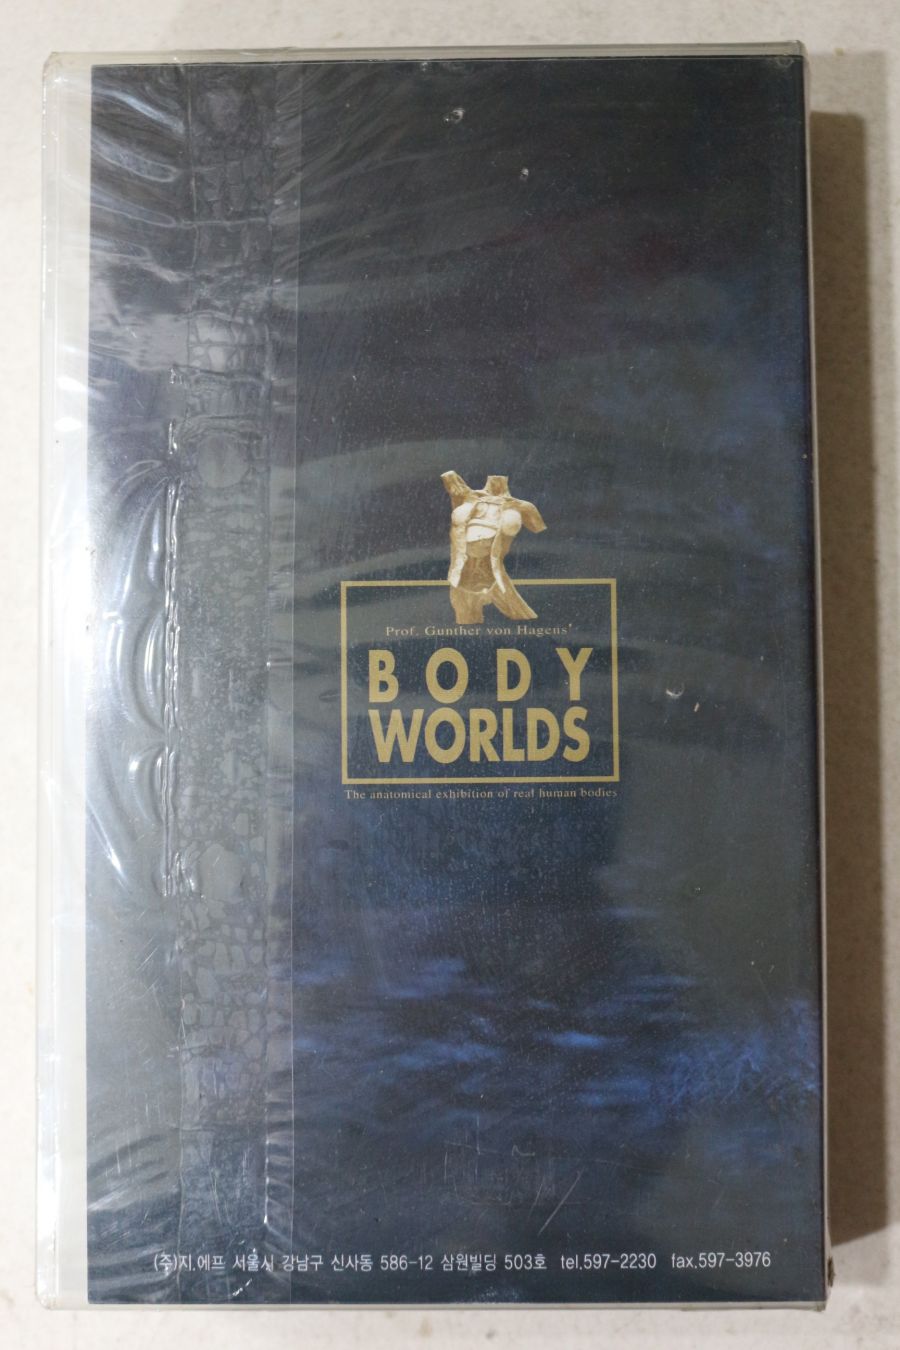 Prof. Gunther von Hagens'
BODY
WORLDS
The anatomical exhibition of real human bodies
(주)지.에프 서울시 강남구 신사동 586-12 삼원빌딩 503호 tel.597-2230 fax.597-3976